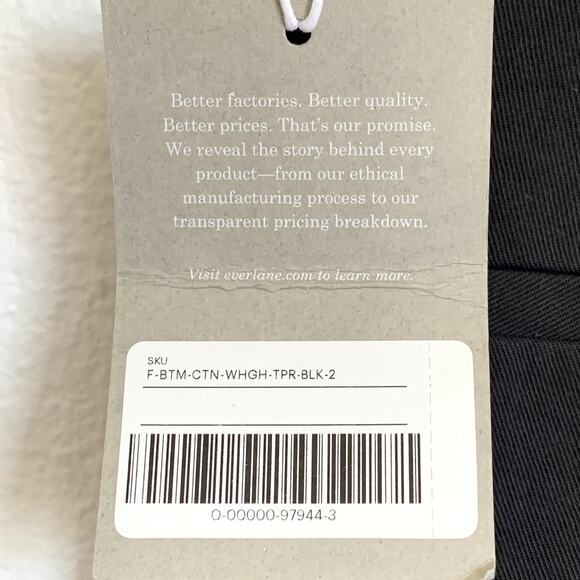 Better factories. Better quality.
Better prices. That's our promise.
We reveal the story behind every
product—from our ethical
manufacturing process to our
transparent pricing breakdown.
Visit everlane.com to learn more.
SKU
F-BTM-CTN-WHGH-TPR-BLK-2
0-00000-97944-3